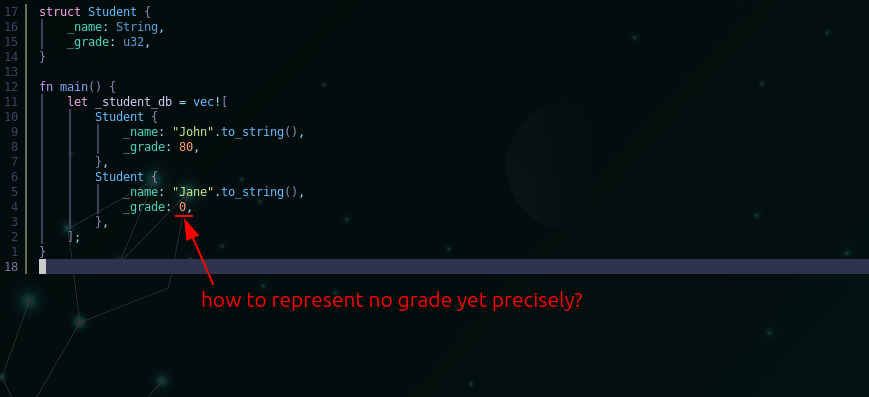 17 struct Student {
16 _name: String,
15 _grade: u32,
14 }
13
12 fn main() {
11 let _student_db = vec![
10 Student {
9 _name: "John".to_string(),
8 _grade: 80,
7 },
6 Student {
5 _name: "Jane".to_string(),
4 _grade: 0,
3 },
2 ];
1 }
18
how to represent no grade yet precisely?